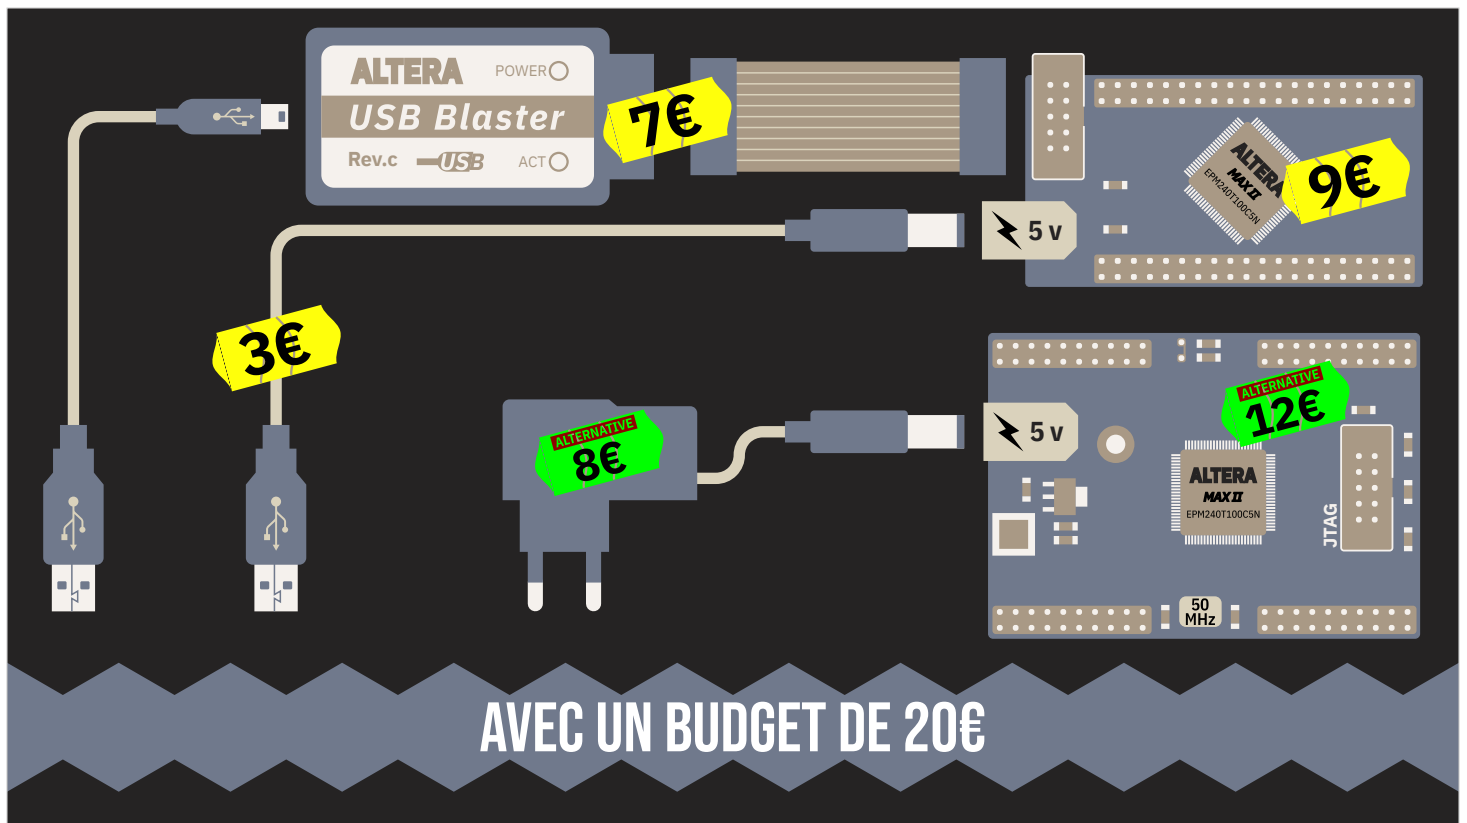 ALTERA
POWER
USB Blaster
Rev.c
USB
ACT
7€
ALTERA
MAX II
EPM240T100C5N
9€
5 v
3€
ALTERNATIVE
8€
5 v
ALTERNATIVE
12€
ALTERA
MAX II
EPM240T100C5N
JTAG
50
MHz
AVEC UN BUDGET DE 20€